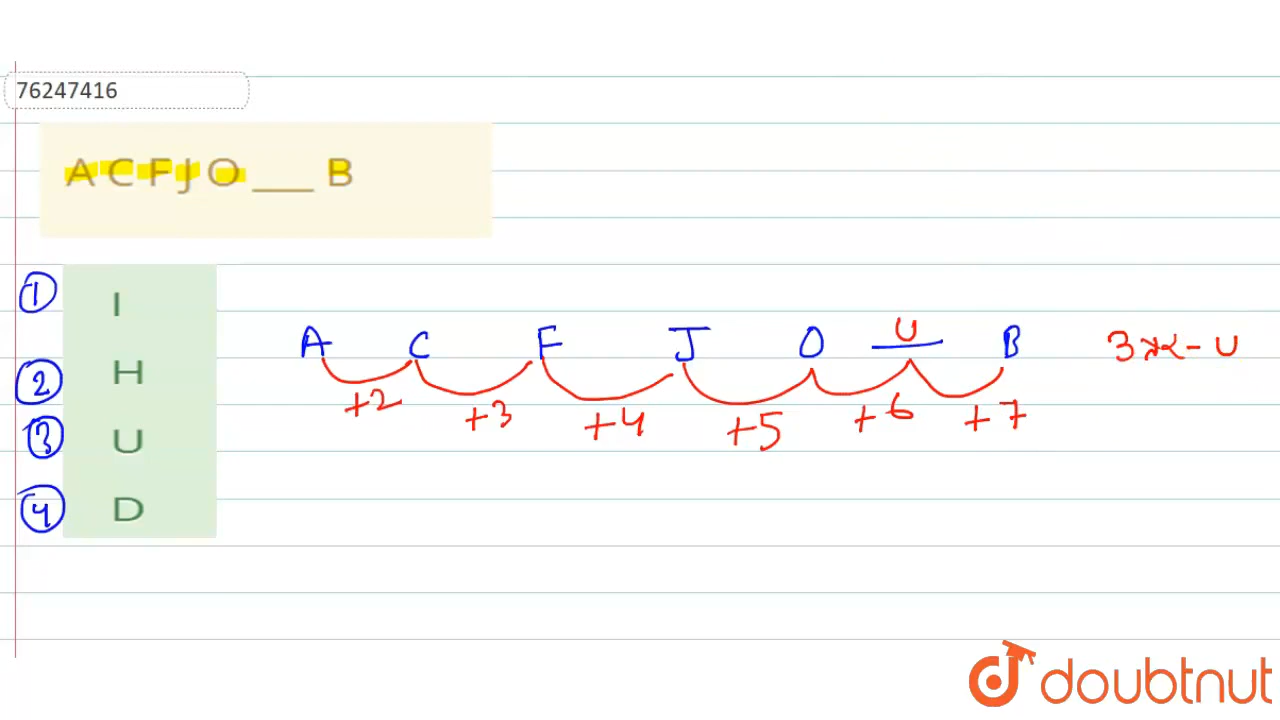 76247416
A C F J O ___ B
1 I
2 H
3 U
4 D
A C F J O U B
+2 +3 +4 +5 +6 +7
doubtnut